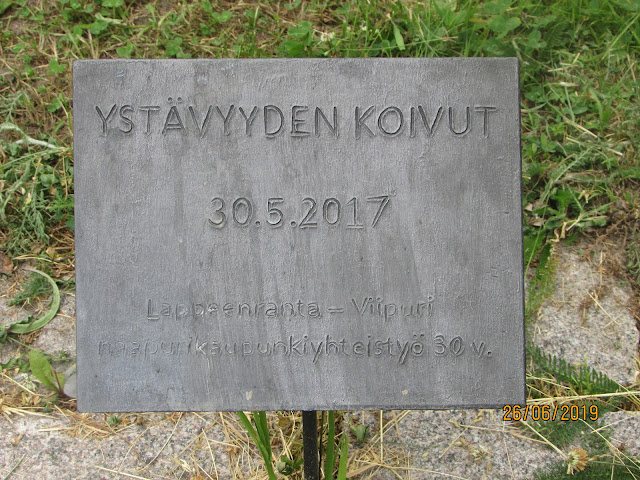 YSTÄVYYDEN KOIVUT
30.5.2017
Lappeenranta – Viipuri
naapurikaupunkiyhteistyö 30 v.
26/06/2019